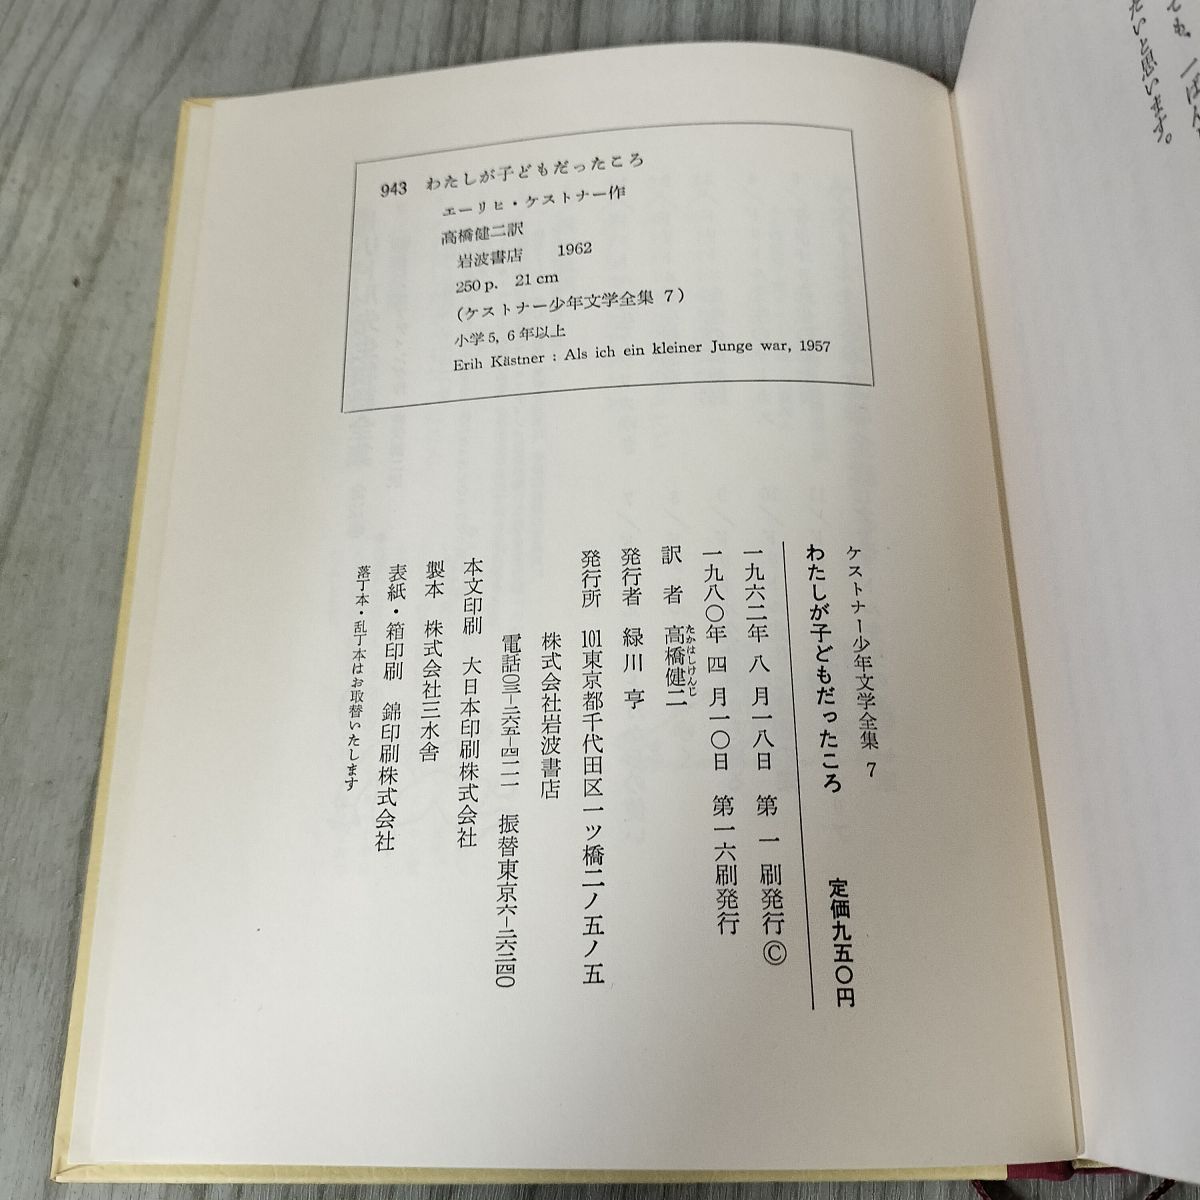 943 わたしが子どもだったころ
エーリヒ・ケストナー作
高橋健二訳
岩波書店 1962
250 p. 21 cm
(ケストナー少年文学全集 7)
小学5, 6年以上
Erih Kästner : Als ich ein kleiner Junge war, 1957
ケストナー少年文学全集 7
わたしが子どもだったころ 定価九五〇円
一九六二年 八 月一八日 第 一 刷発行 ©
一九八〇年 四 月一〇日 第一六刷発行
訳 者 高橋健二
たかはしけんじ
発行者 緑川 亨
発行所 101東京都千代田区一ツ橋二ノ五ノ五
株式会社岩波書店
電話〇三-二六五-四一一一 振替東京六-二六二四〇
本文印刷 大日本印刷株式会社
製本 株式会社三水舎
表紙・箱印刷 錦印刷株式会社
落丁本・乱丁本はお取替いたします
ても、一ばん
たいと思います。